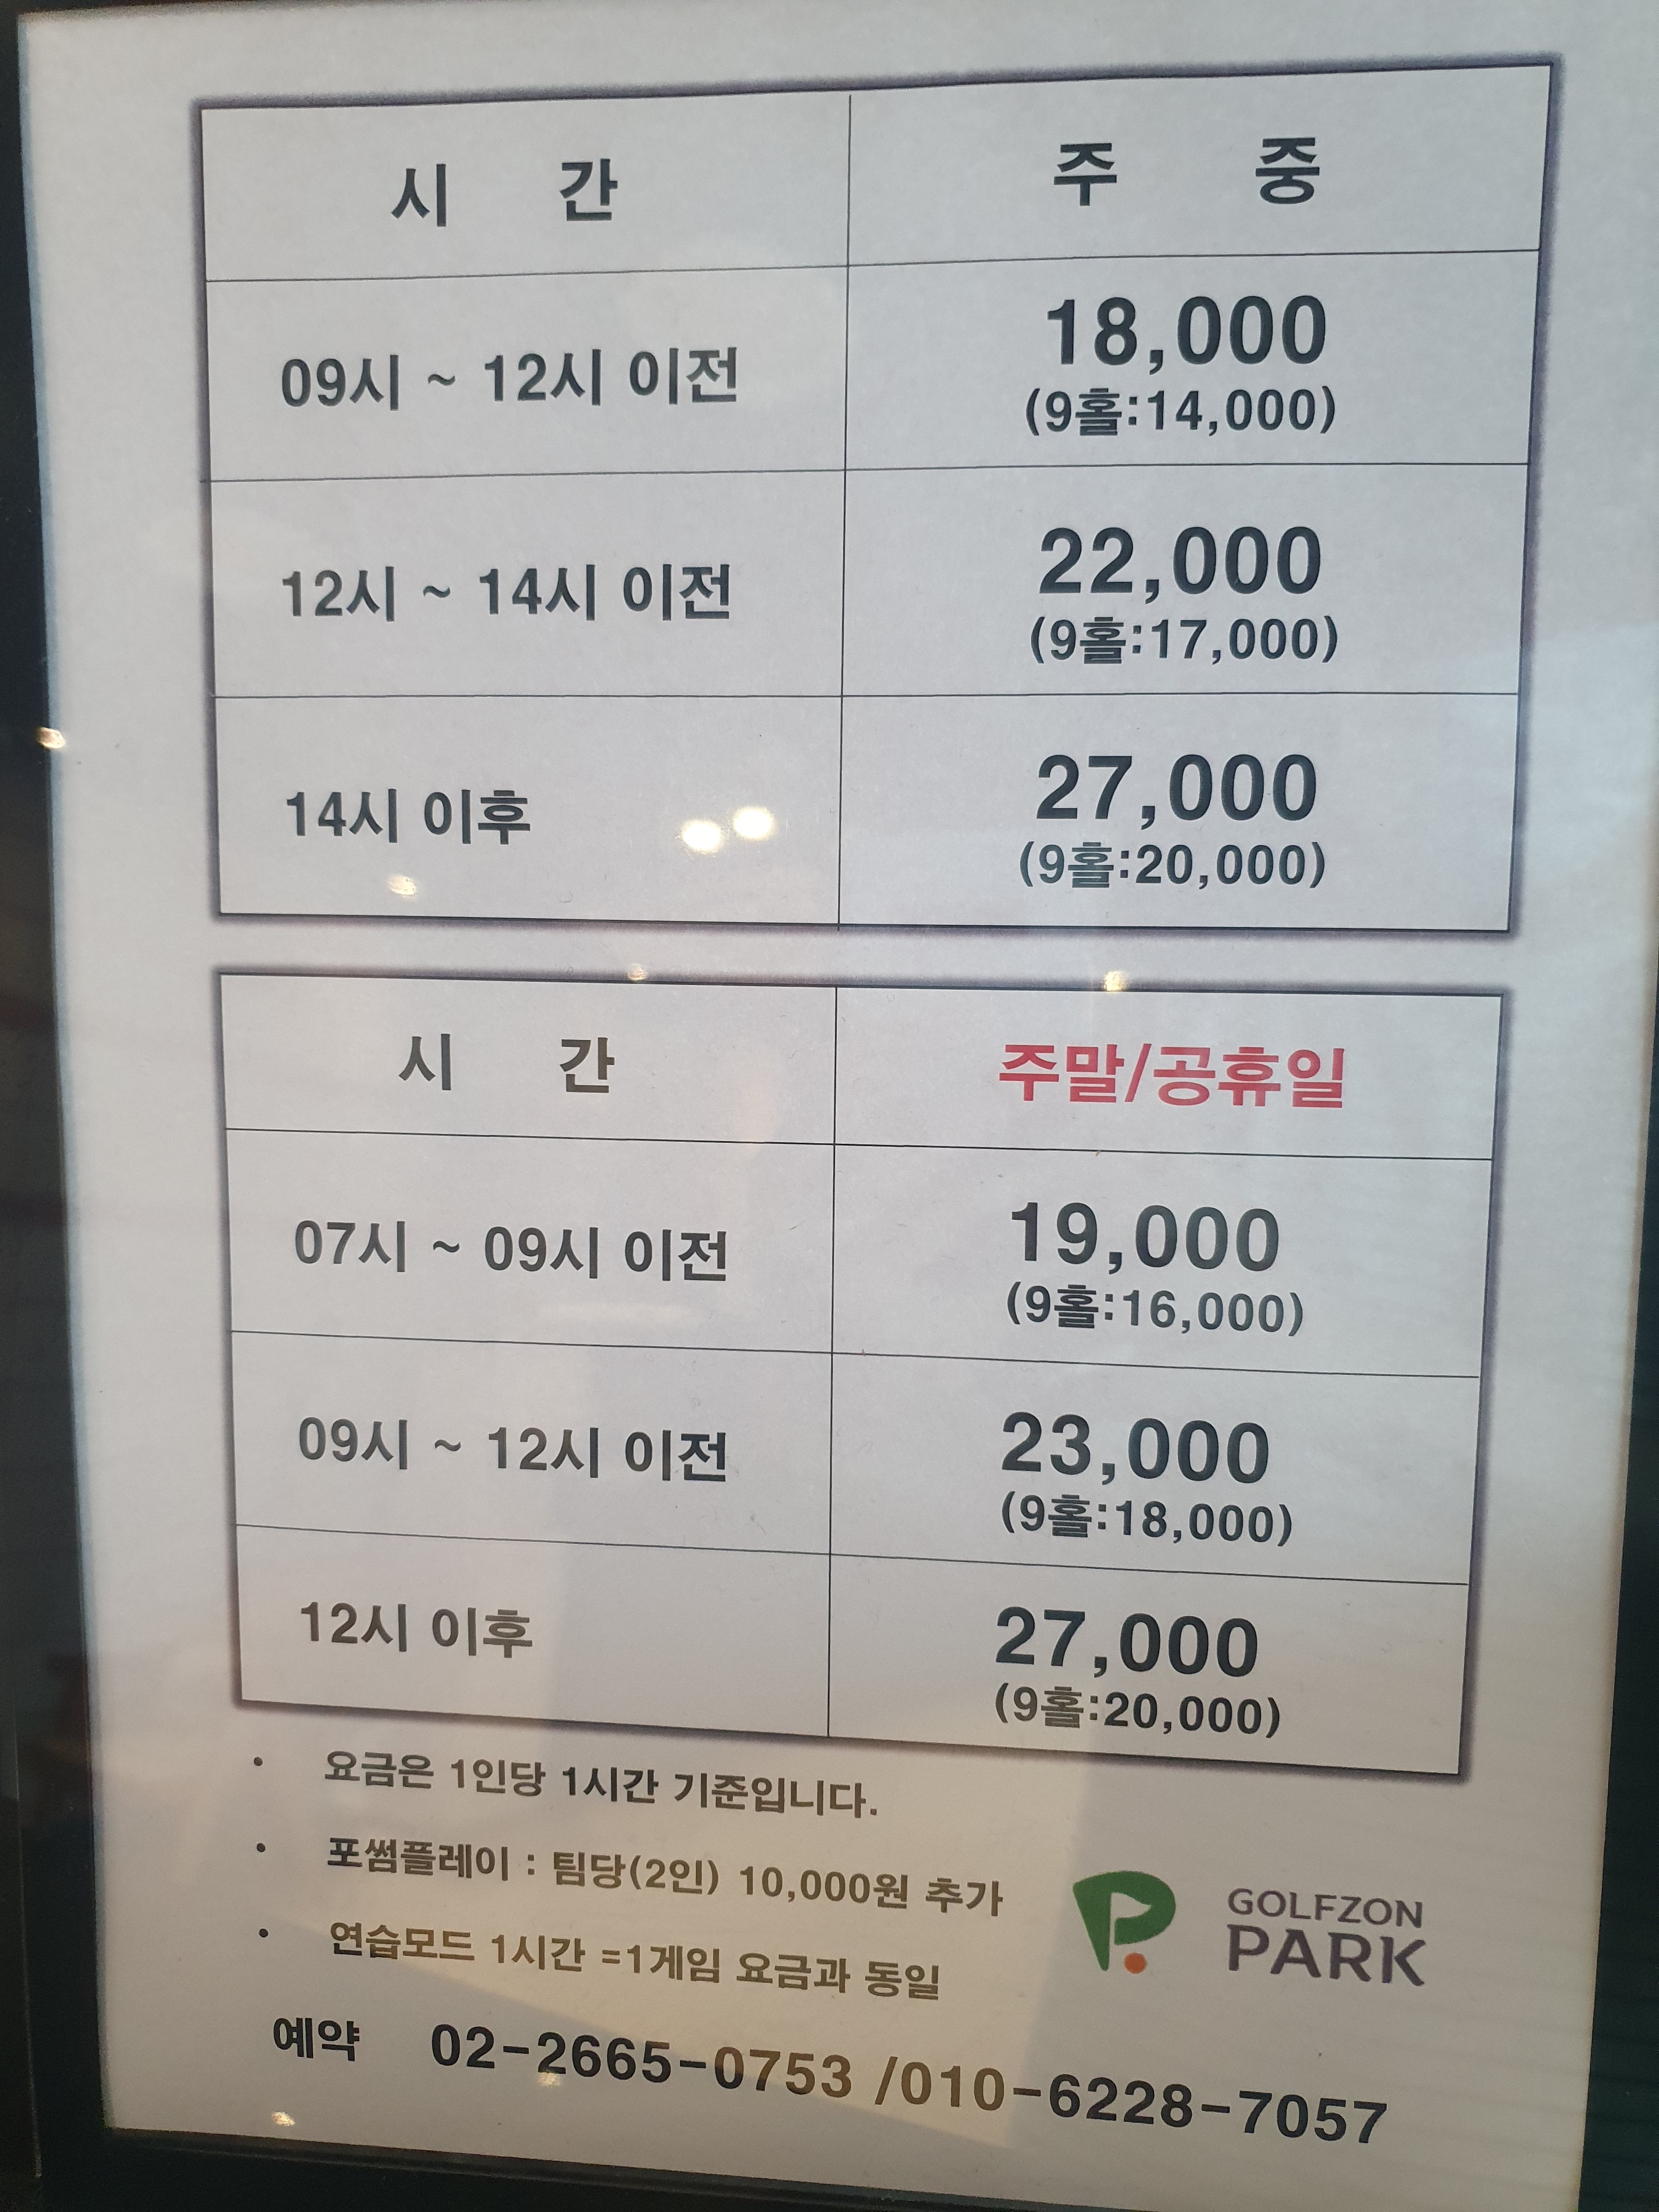 시 간 주 중
09시 ~ 12시 이전 18,000
(9홀:14,000)
12시 ~ 14시 이전 22,000
(9홀:17,000)
14시 이후 27,000
(9홀:20,000)
시 간 주말/공휴일
07시 ~ 09시 이전 19,000
(9홀:16,000)
09시 ~ 12시 이전 23,000
(9홀:18,000)
12시 이후 27,000
(9홀:20,000)
• 요금은 1인당 1시간 기준입니다.
• 포썸플레이 : 팀당(2인) 10,000원 추가
• 연습모드 1시간 =1게임 요금과 동일
GOLFZON
PARK
예약 02-2665-0753 /010-6228-7057